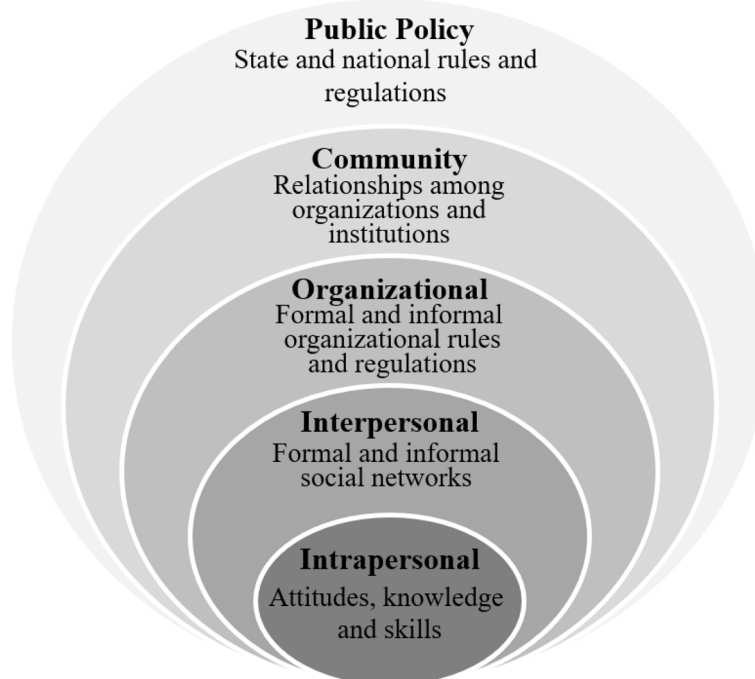 Public Policy
State and national rules and
regulations
Community
Relationships among
organizations and
institutions
Organizational
Formal and informal
organizational rules
and regulations
Interpersonal
Formal and informal
social networks
Intrapersonal
Attitudes, knowledge
and skills